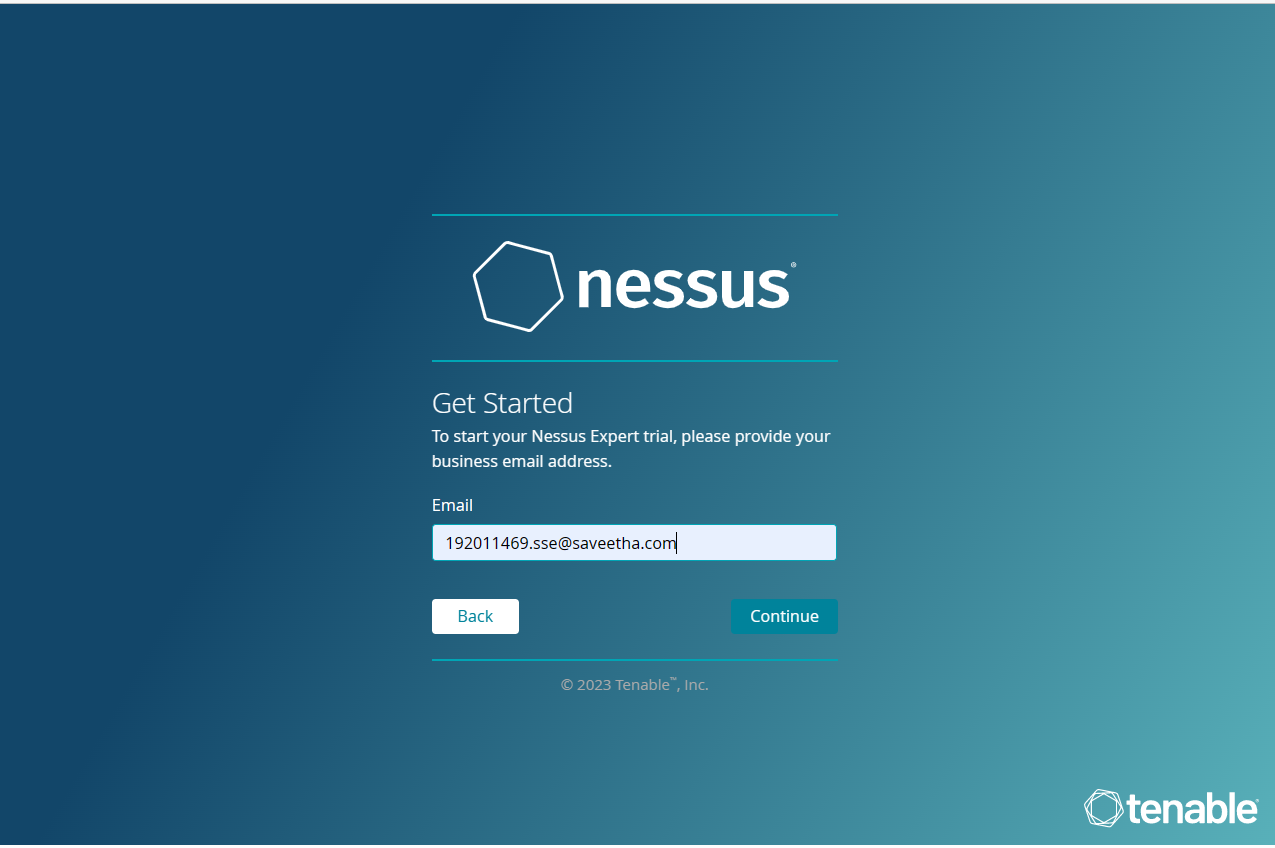 nessus®
Get Started
To start your Nessus Expert trial, please provide your
business email address.
Email
192011469.sse@saveetha.com
Back
Continue
© 2023 Tenable™, Inc.
tenable®